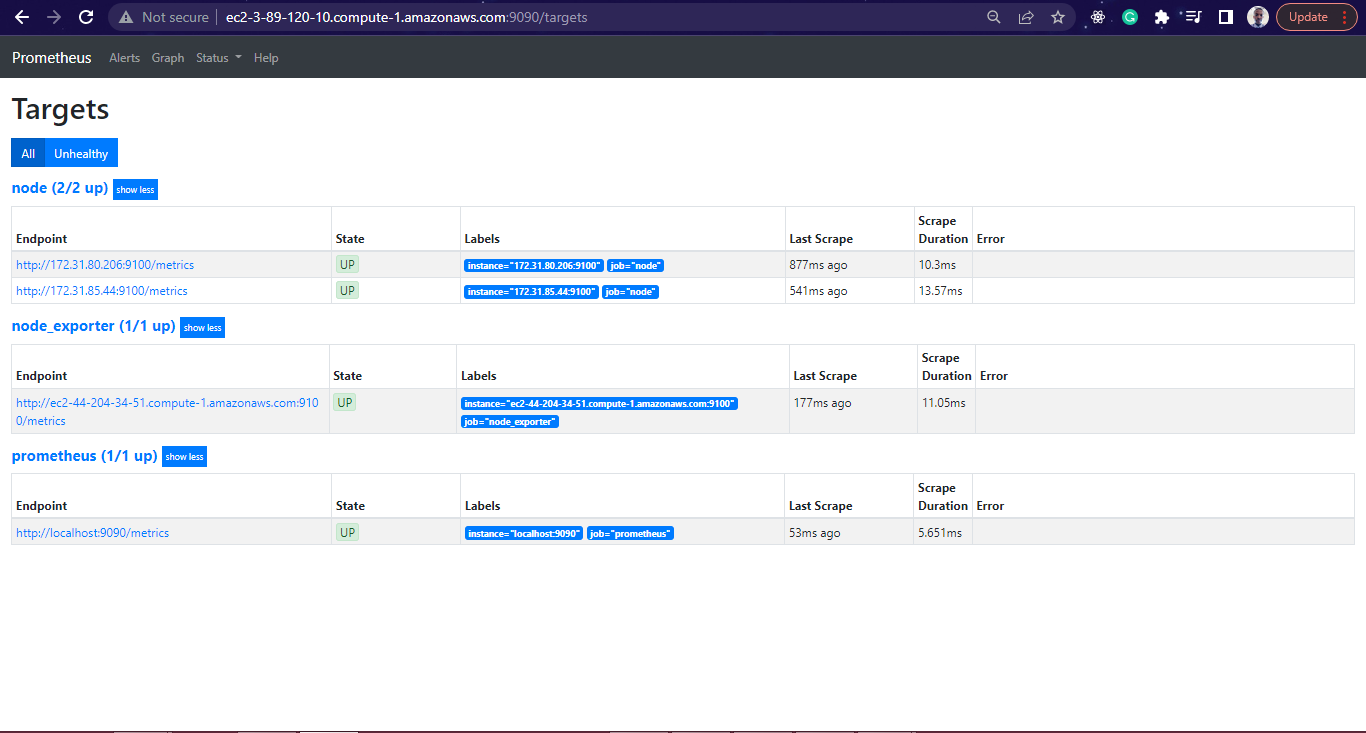 Not secure ec2-3-89-120-10.compute-1.amazonaws.com:9090/targets Update
Prometheus Alerts Graph Status Help
Targets
All Unhealthy
node (2/2 up) show less
Endpoint State Labels Last Scrape Scrape Duration Error
http://172.31.80.206:9100/metrics UP instance="172.31.80.206:9100" job="node" 877ms ago 10.3ms
http://172.31.85.44:9100/metrics UP instance="172.31.85.44:9100" job="node" 541ms ago 13.57ms
node_exporter (1/1 up) show less
Endpoint State Labels Last Scrape Scrape Duration Error
http://ec2-44-204-34-51.compute-1.amazonaws.com:910 UP instance="ec2-44-204-34-51.compute-1.amazonaws.com:9100" 177ms ago 11.05ms
0/metrics job="node_exporter"
prometheus (1/1 up) show less
Endpoint State Labels Last Scrape Scrape Duration Error
http://localhost:9090/metrics UP instance="localhost:9090" job="prometheus" 53ms ago 5.651ms